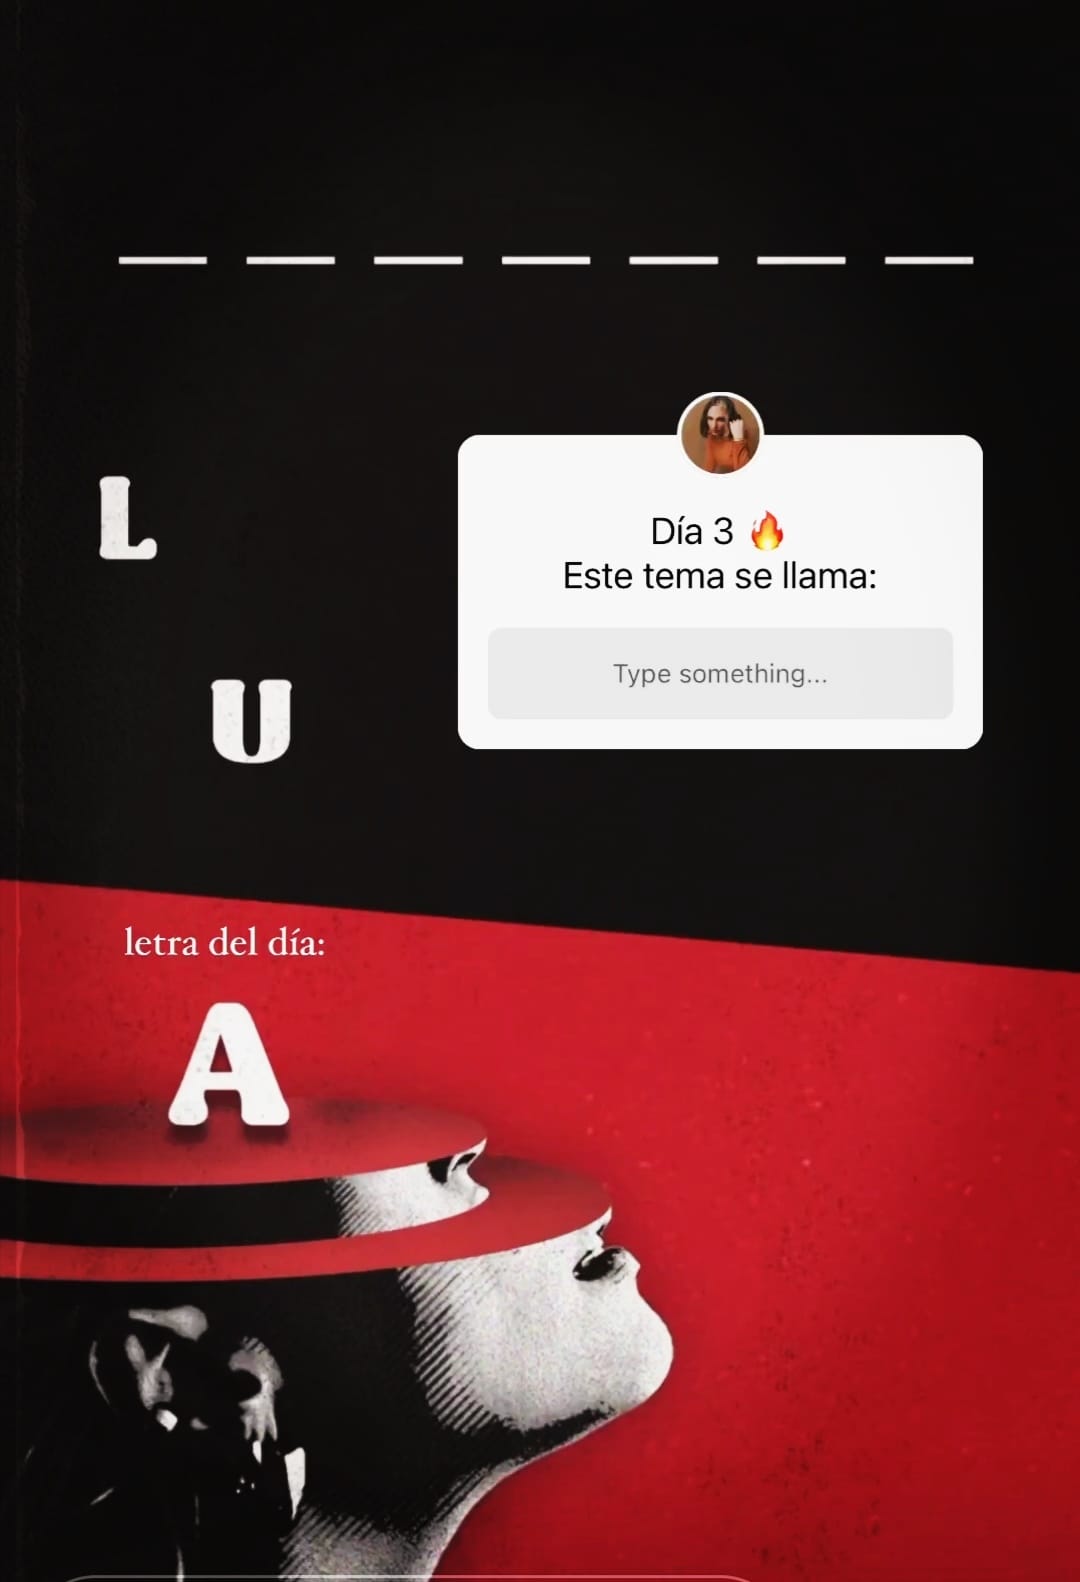 L
Día 3 🔥
Este tema se llama:
Type something...
U
letra del día:
A